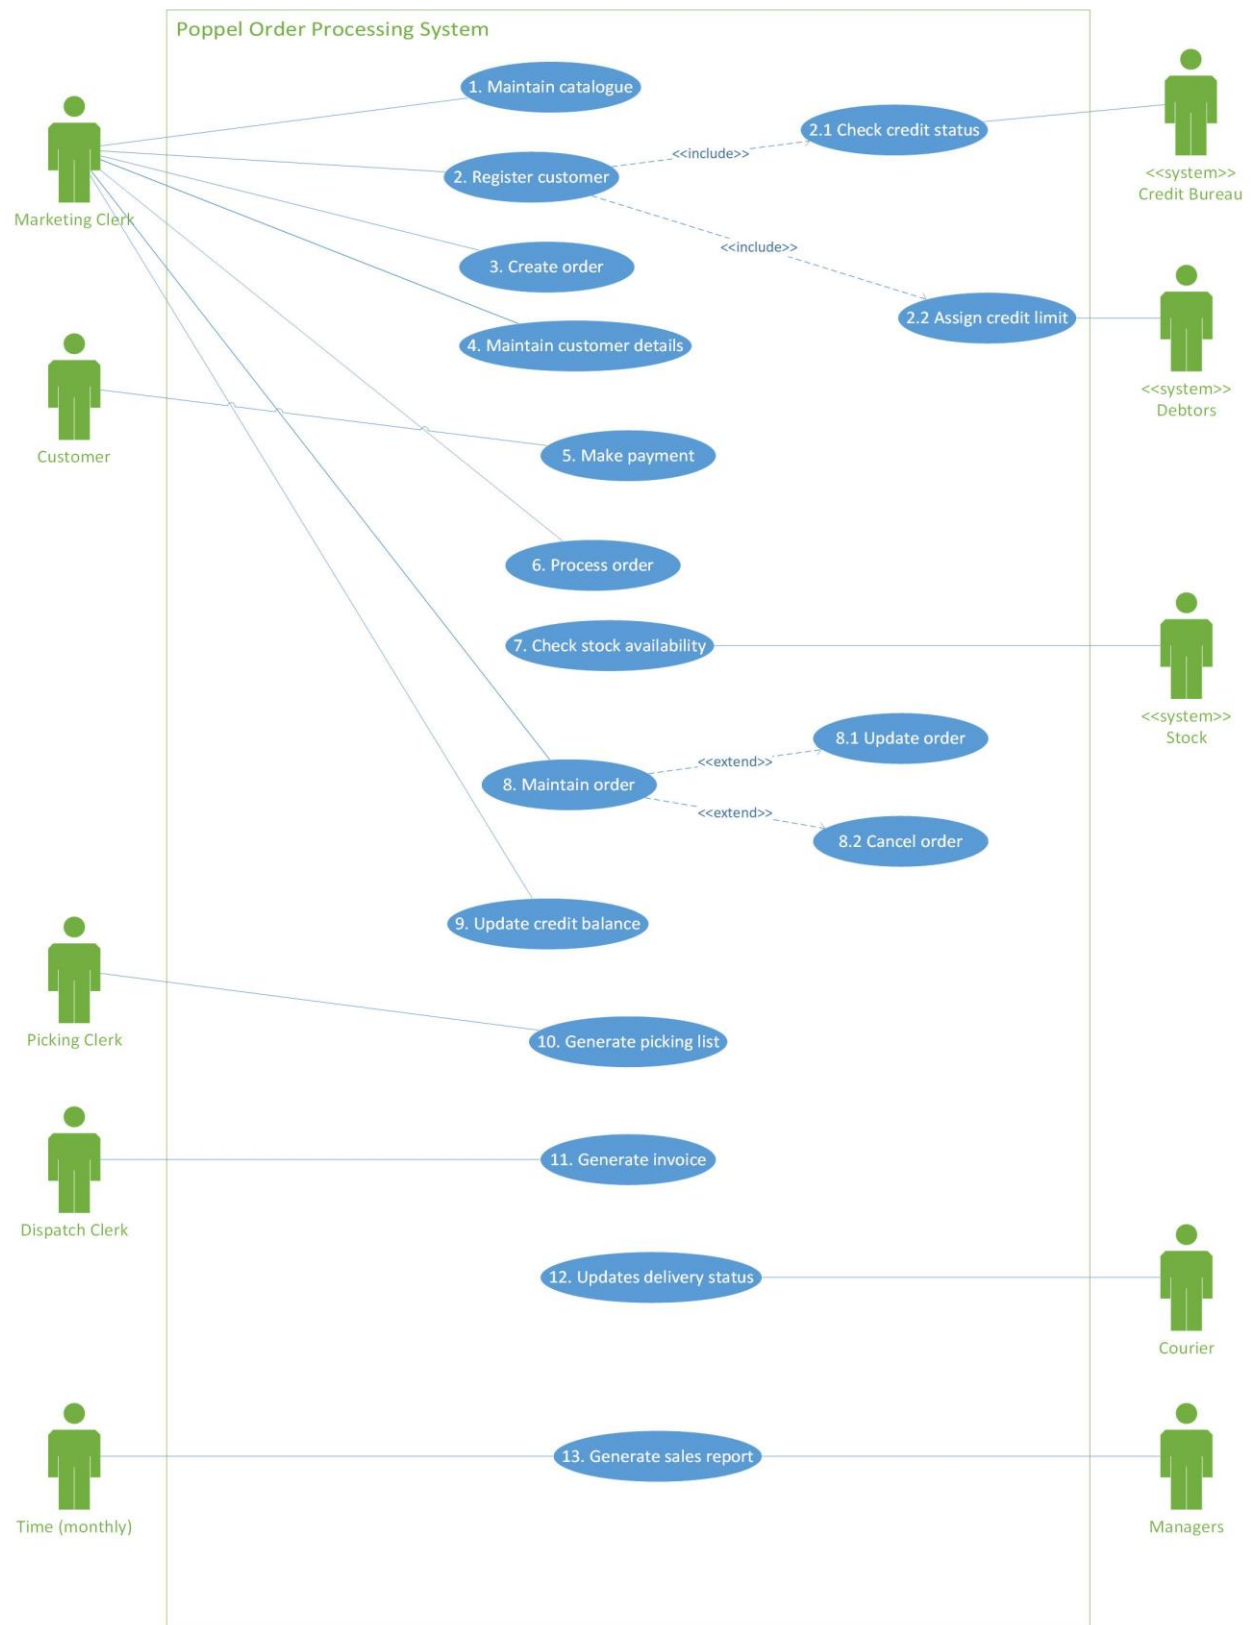 Poppel Order Processing System
1. Maintain catalogue
2.1 Check credit status
<<include>>
2. Register customer
<<system>>
Credit Bureau
Marketing Clerk
<<include>>
3. Create order
2.2 Assign credit limit
4. Maintain customer details
<<system>>
Debtors
Customer
5. Make payment
6. Process order
7. Check stock availability
<<system>>
Stock
8.1 Update order
<<extend>>
8. Maintain order
<<extend>>
8.2 Cancel order
9. Update credit balance
Picking Clerk
10. Generate picking list
11. Generate invoice
Dispatch Clerk
12. Updates delivery status
Courier
13. Generate sales report
Time (monthly)
Managers